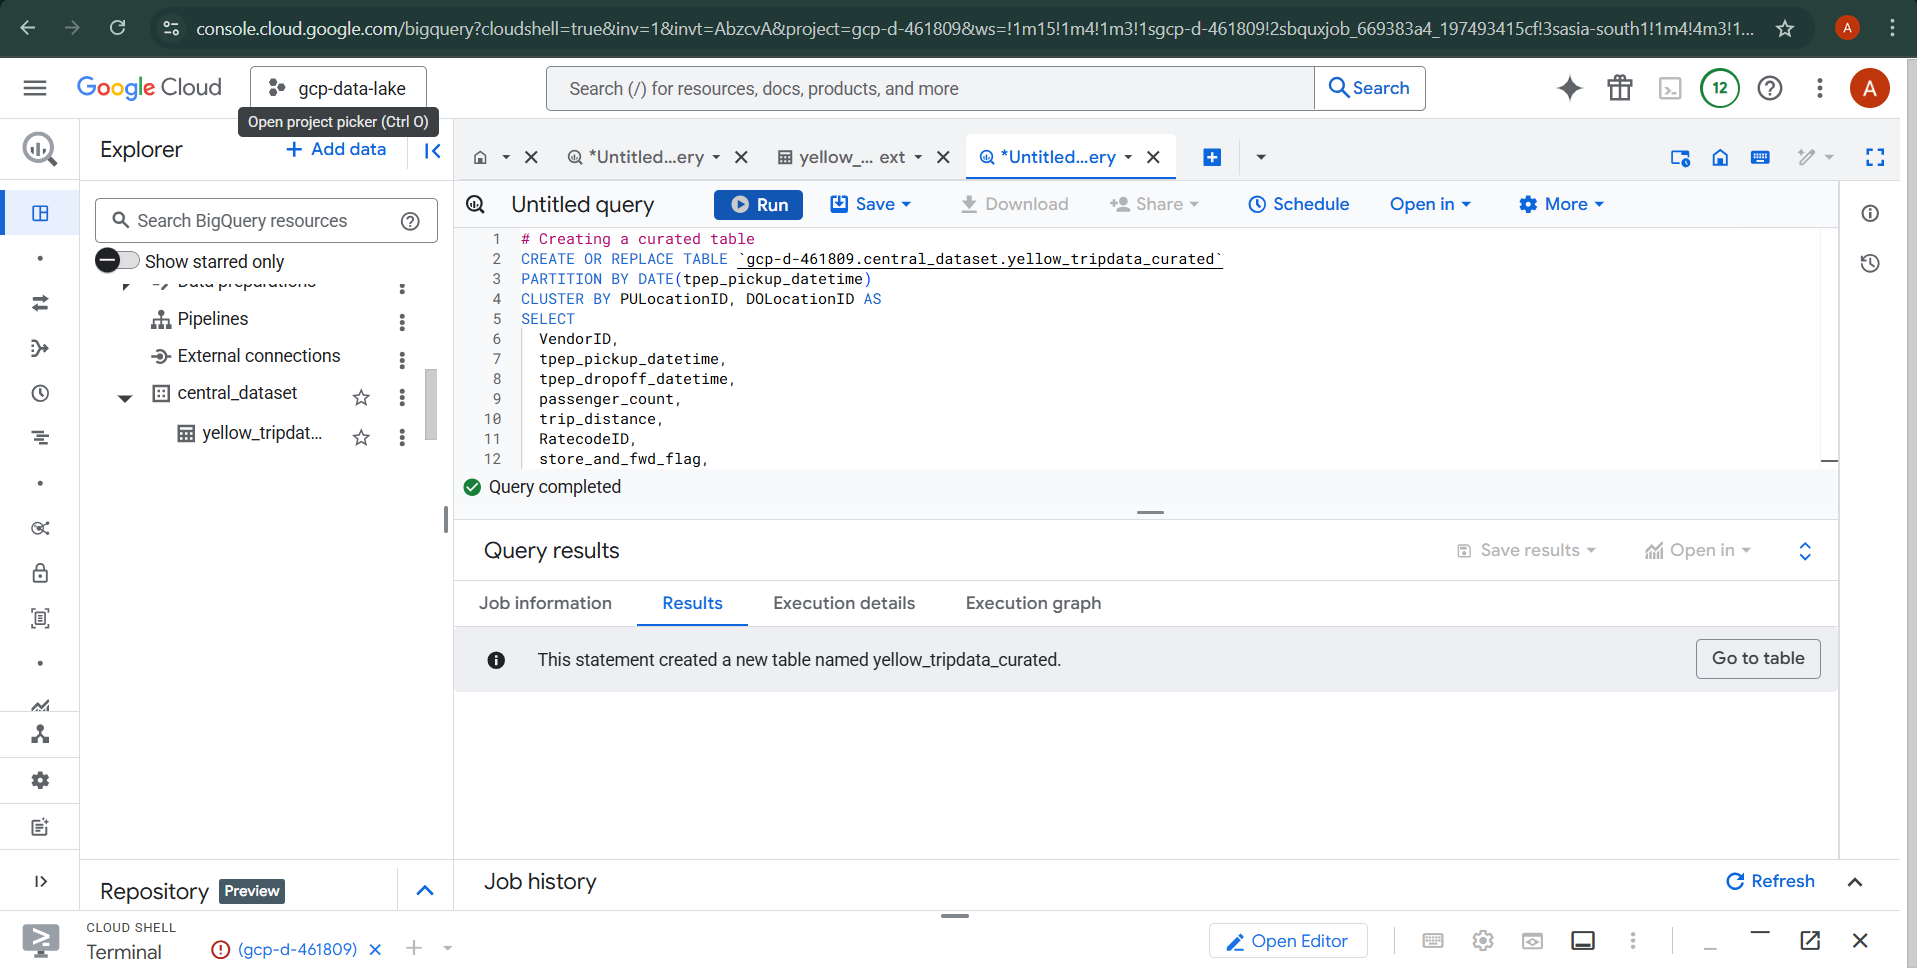 console.cloud.google.com/bigquery?cloudshell=true&inv=1&invt=AbzcvA&project=gcp-d-461809&ws=!1m15!1m4!1m3!1sgcp-d-461809!2sbquxjob_669383a4_197493415cf!3sasia-south1!1m4!4m3!1...
A
Google Cloud
gcp-data-lake
Search (/) for resources, docs, products, and more
Search
12
A
Open project picker (Ctrl O)
Explorer
+ Add data
*Untitled...ery
yellow_... ext
*Untitled...ery
Untitled query
Run
Save
Download
Share
Schedule
Open in
More
Search BigQuery resources
Show starred only
Data preparations
Pipelines
External connections
central_dataset
yellow_tripdat...
1 # Creating a curated table
2 CREATE OR REPLACE TABLE `gcp-d-461809.central_dataset.yellow_tripdata_curated`
3 PARTITION BY DATE(tpep_pickup_datetime)
4 CLUSTER BY PULocationID, DOLocationID AS
5 SELECT
6 VendorID,
7 tpep_pickup_datetime,
8 tpep_dropoff_datetime,
9 passenger_count,
10 trip_distance,
11 RatecodeID,
12 store_and_fwd_flag,
Query completed
Query results
Save results
Open in
Job information
Results
Execution details
Execution graph
This statement created a new table named yellow_tripdata_curated.
Go to table
Repository
Preview
Job history
Refresh
CLOUD SHELL
Terminal
(gcp-d-461809)
Open Editor